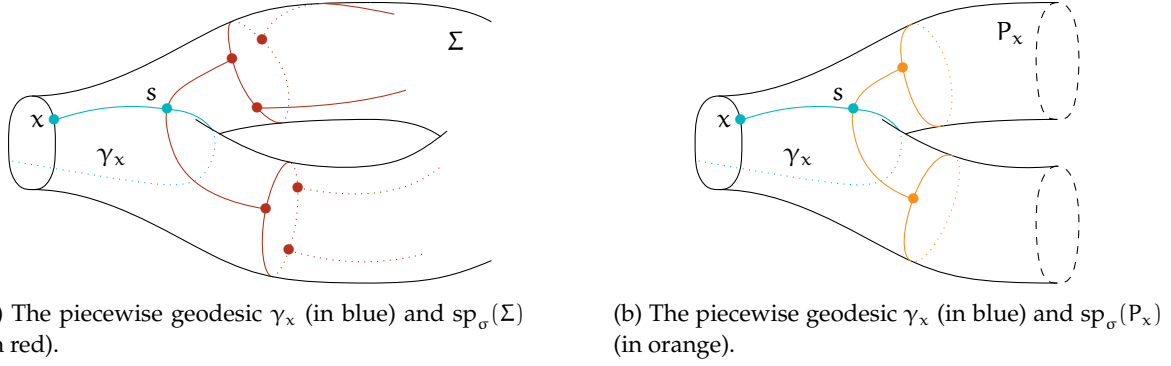 Σ
s
x
γₓ
Pₓ
s
x
γₓ
) The piecewise geodesic γₓ (in blue) and sp_σ(Σ)
n red).
(b) The piecewise geodesic γₓ (in blue) and sp_σ(Pₓ)
(in orange).